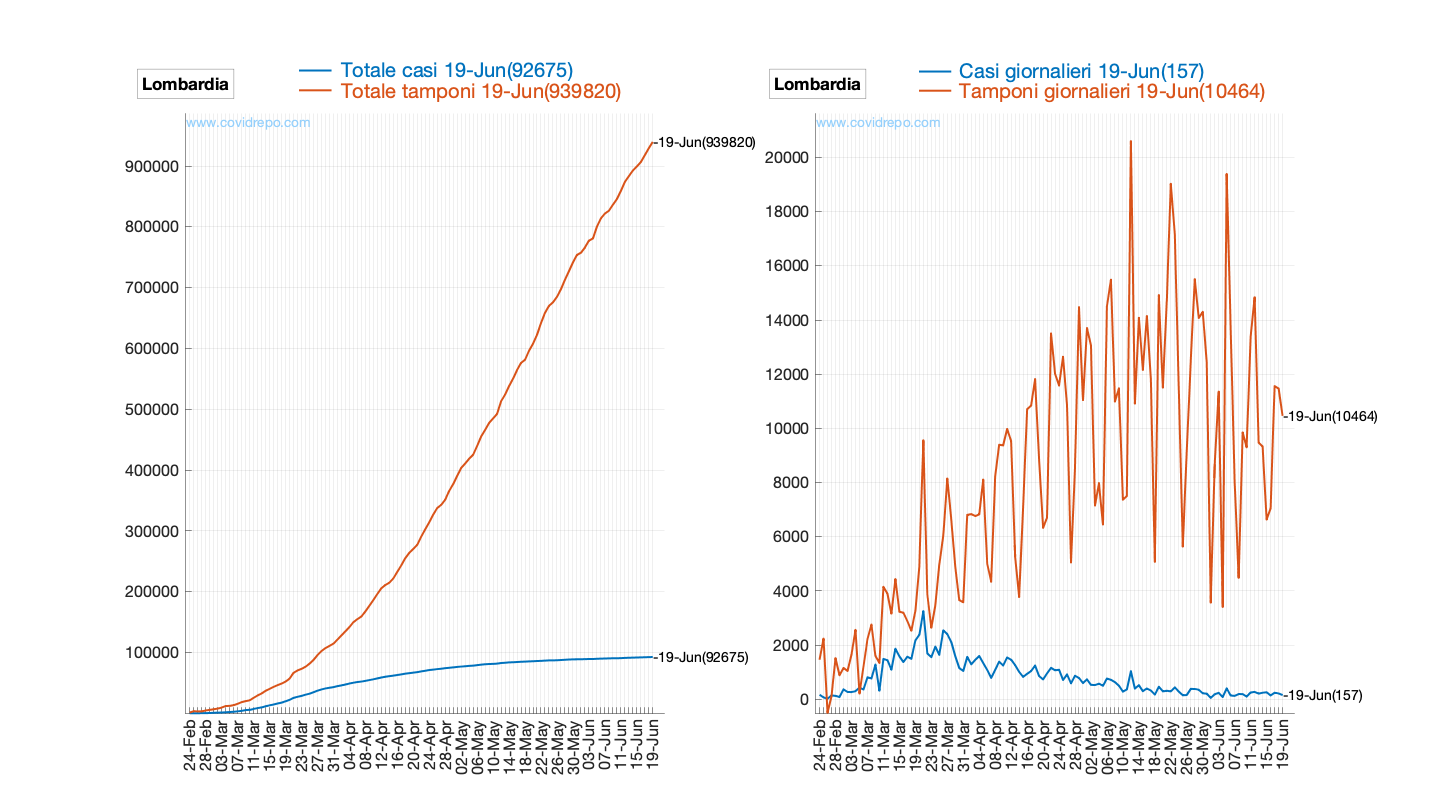 Lombardia
Totale casi 19-Jun(92675)
Totale tamponi 19-Jun(939820)
www.covidrepo.com
19-Jun(939820)
900000
800000
700000
600000
500000
400000
300000
200000
100000
19-Jun(92675)
24-Feb
28-Feb
03-Mar
07-Mar
11-Mar
15-Mar
19-Mar
23-Mar
27-Mar
31-Mar
04-Apr
08-Apr
12-Apr
16-Apr
20-Apr
24-Apr
28-Apr
02-May
06-May
10-May
14-May
18-May
22-May
26-May
30-May
03-Jun
07-Jun
11-Jun
15-Jun
19-Jun
Lombardia
Casi giornalieri 19-Jun(157)
Tamponi giornalieri 19-Jun(10464)
www.covidrepo.com
20000
18000
16000
14000
12000
10000
19-Jun(10464)
8000
6000
4000
2000
0
19-Jun(157)
24-Feb
28-Feb
03-Mar
07-Mar
11-Mar
15-Mar
19-Mar
23-Mar
27-Mar
31-Mar
04-Apr
08-Apr
12-Apr
16-Apr
20-Apr
24-Apr
28-Apr
02-May
06-May
10-May
14-May
18-May
22-May
26-May
30-May
03-Jun
07-Jun
11-Jun
15-Jun
19-Jun